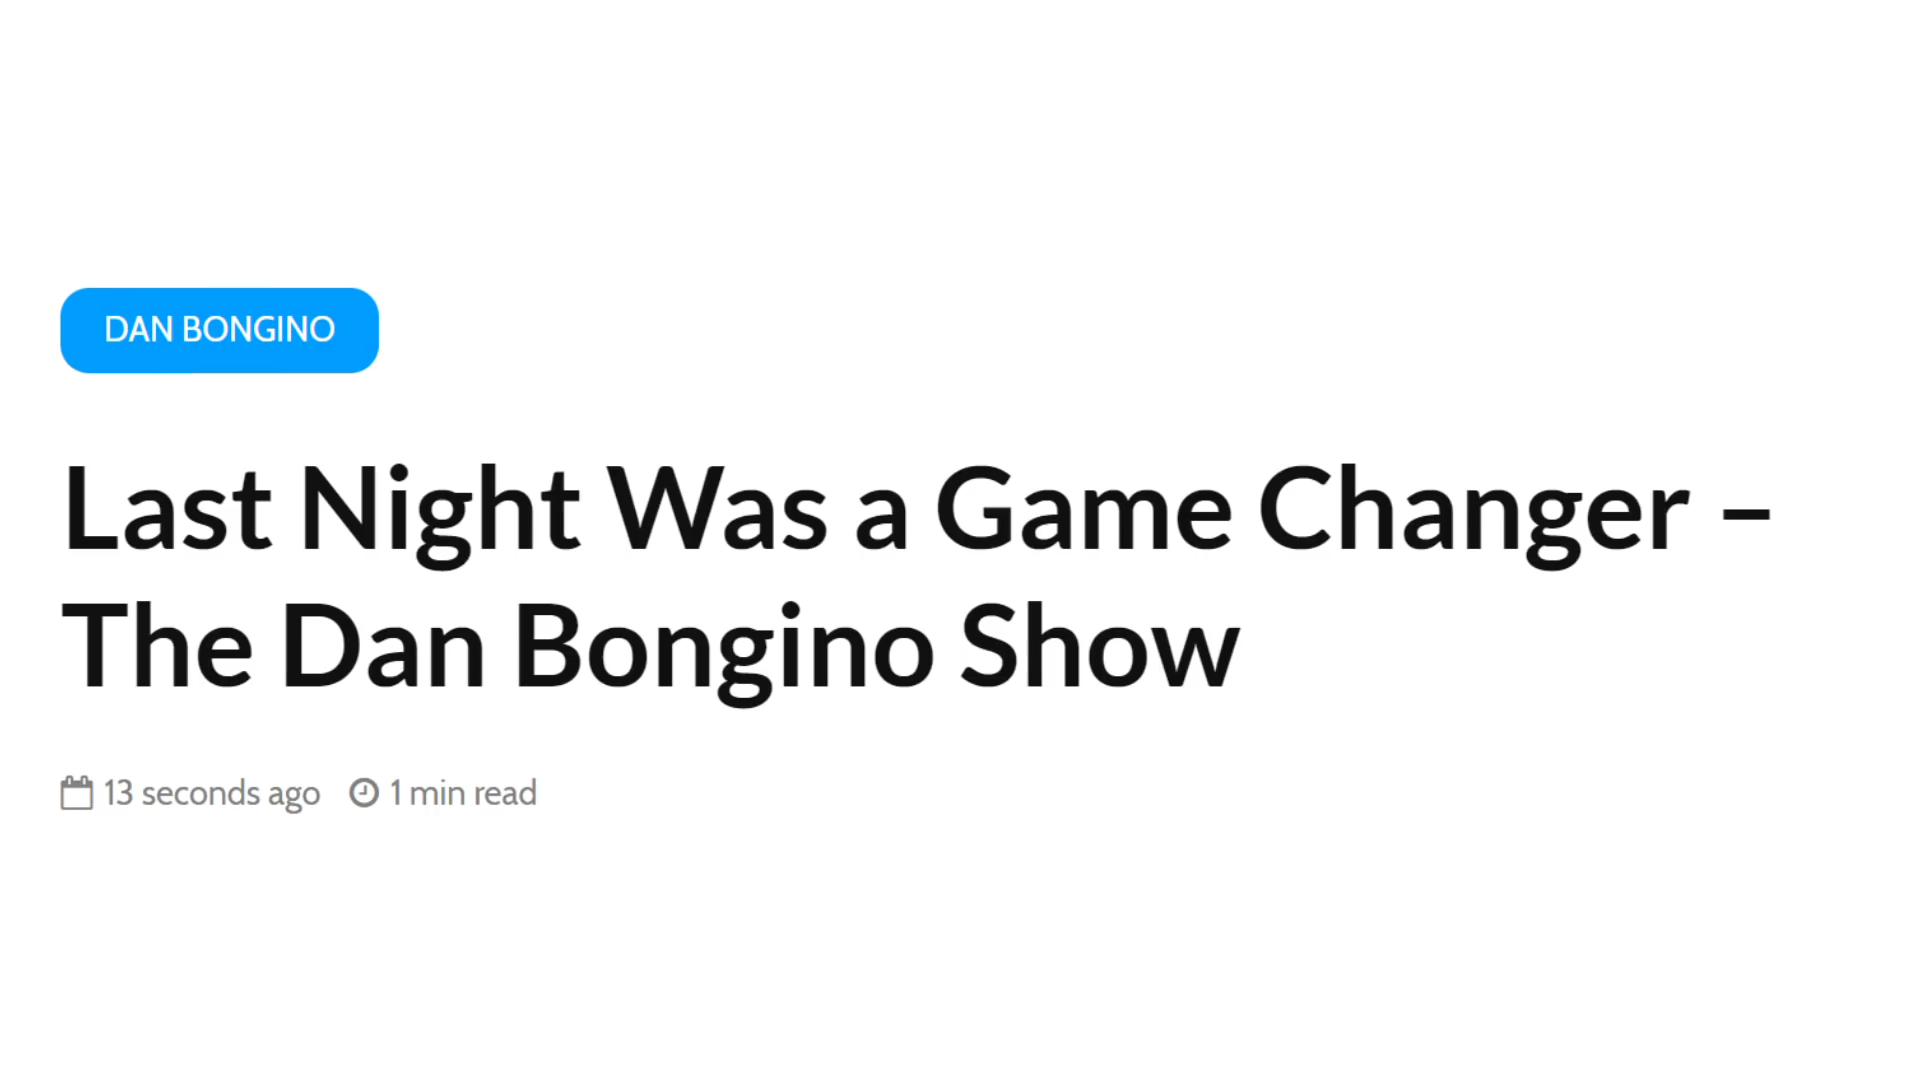 DAN BONGINO
Last Night Was a Game Changer –
The Dan Bongino Show
13 seconds ago 1 min read